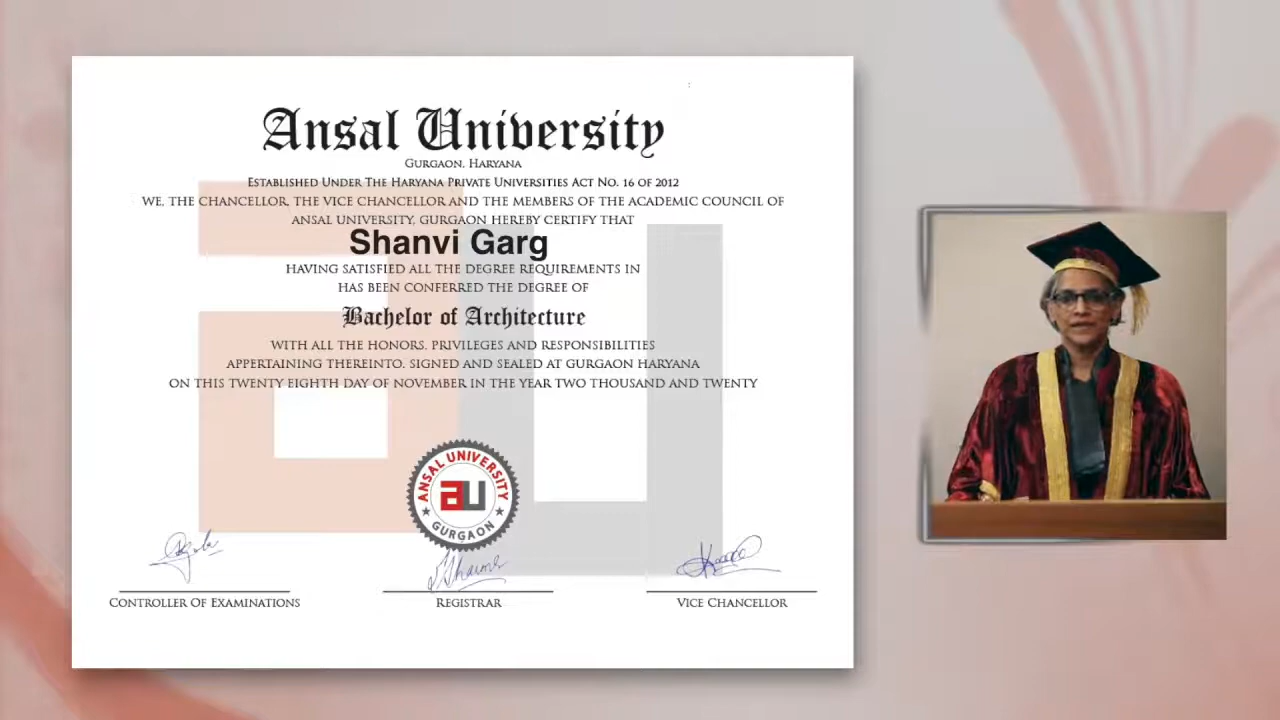 Ansal University
GURGAON, HARYANA
ESTABLISHED UNDER THE HARYANA PRIVATE UNIVERSITIES ACT NO. 16 OF 2012
WE, THE CHANCELLOR, THE VICE CHANCELLOR AND THE MEMBERS OF THE ACADEMIC COUNCIL OF
ANSAL UNIVERSITY, GURGAON HEREBY CERTIFY THAT
Shanvi Garg
HAVING SATISFIED ALL THE DEGREE REQUIREMENTS IN
HAS BEEN CONFERRED THE DEGREE OF
Bachelor of Architecture
WITH ALL THE HONORS, PRIVILEGES AND RESPONSIBILITIES
APPERTAINING THEREINTO. SIGNED AND SEALED AT GURGAON HARYANA
ON THIS TWENTY EIGHTH DAY OF NOVEMBER IN THE YEAR TWO THOUSAND AND TWENTY
au
ANSAL UNIVERSITY
au
GURGAON
CONTROLLER OF EXAMINATIONS
REGISTRAR
VICE CHANCELLOR